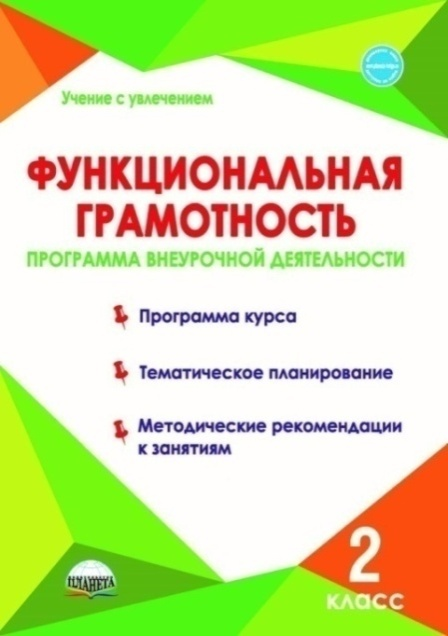 Учение с увлечением
ФУНКЦИОНАЛЬНАЯ
ГРАМОТНОСТЬ
ПРОГРАММА ВНЕУРОЧНОЙ ДЕЯТЕЛЬНОСТИ
Программа курса
Тематическое планирование
Методические рекомендации
к занятиям
2
класс
ПЛАНЕТА